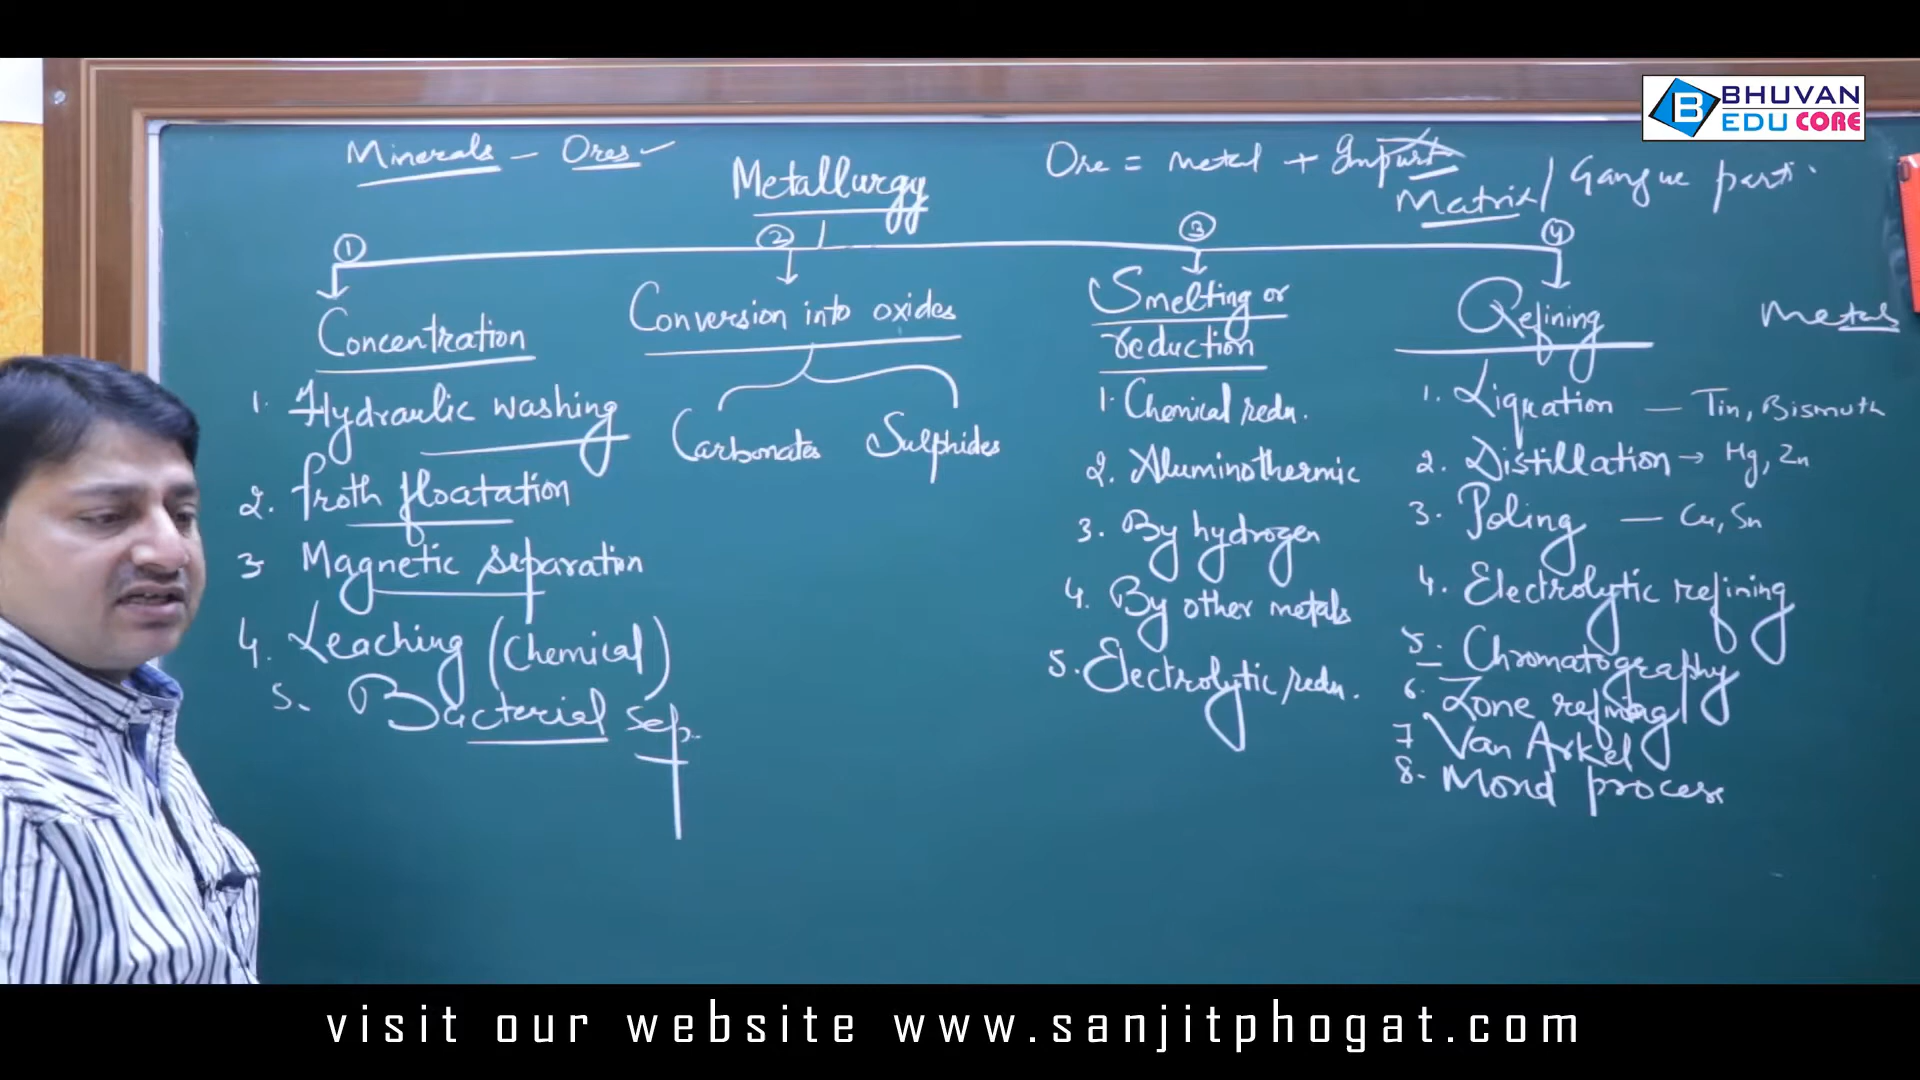 BHUVAN
EDU CORE
Minerals – Ores ✓
Ore = metal + Impurt
Metallurgy
Matrix / Gangue parti.
1 2 3 4
Concentration
1. Hydraulic washing
2. froth floatation
3 Magnetic separation
4. Leaching (Chemical)
5. Bacterial sep.
Conversion into oxides
Carbonates Sulphides
Smelting or
reduction
1. Chemical redn.
2. Aluminothermic
3. By hydrogen
4. By other metals
5. Electrolytic redn.
Refining
Metals
1. Liquation — Tin, Bismuth
2. Distillation → Hg, Zn
3. Poling — Cu, Sn
4. Electrolytic refining
5. Chromatography
6. Zone refining
7 Van Arkel
8. Mond process
visit our website www.sanjitphogat.com